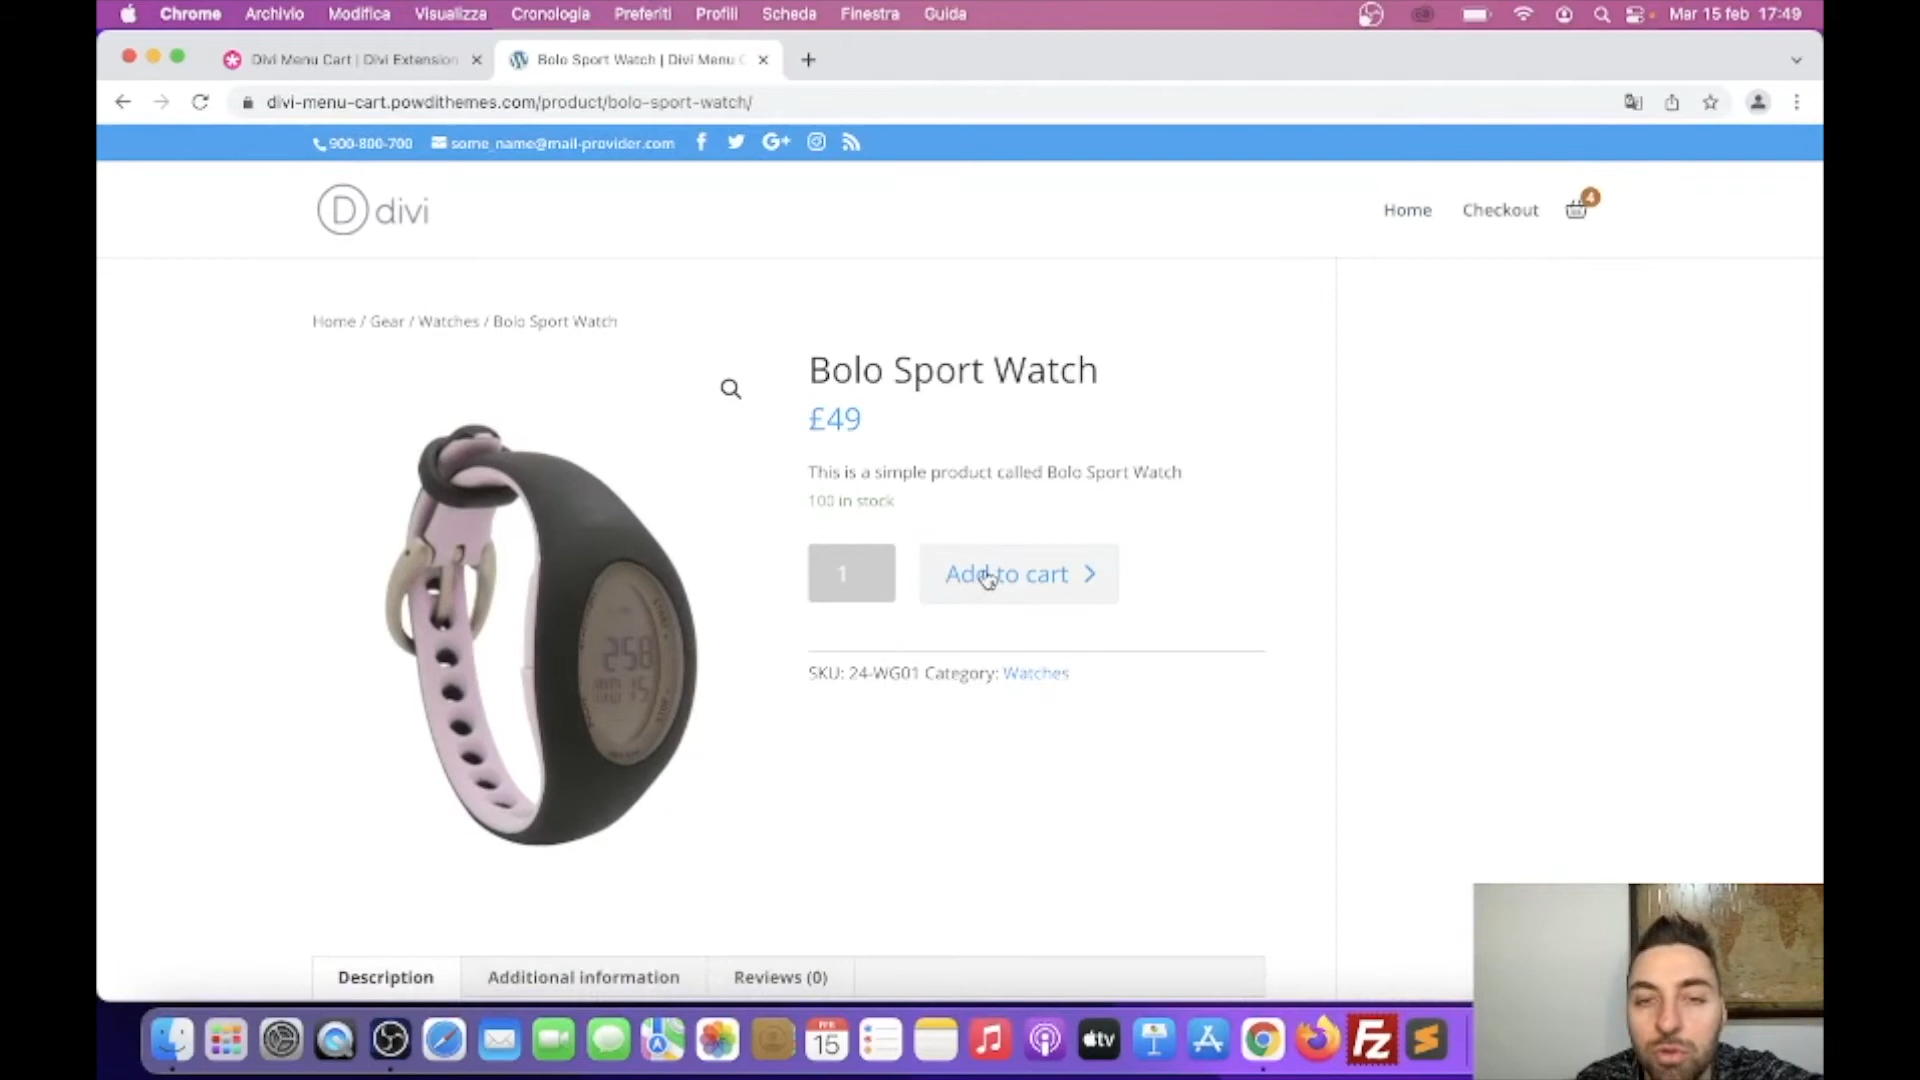 Chrome Archivio Modifica Visualizza Cronologia Preferiti Profili Scheda Finestra Guida Mar 15 feb 17:49
Divi Menu Cart | Divi Extension Bolo Sport Watch | Divi Menu C
divi-menu-cart.powdithemes.com/product/bolo-sport-watch/
900-800-700 some_name@mail-provider.com G+
D divi
Home Checkout 4
Home / Gear / Watches / Bolo Sport Watch
Bolo Sport Watch
£49
This is a simple product called Bolo Sport Watch
100 in stock
1 Add to cart
258
SKU: 24-WG01 Category: Watches
Description Additional information Reviews (0)
15 tv FZ